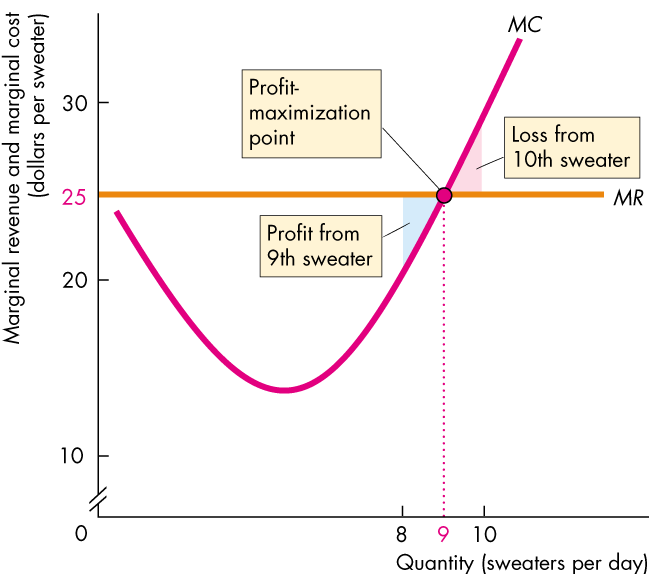 Marginal revenue and marginal cost
(dollars per sweater)
MC
Profit-
maximization
point
30
Loss from
10th sweater
25
MR
Profit from
9th sweater
20
10
0
8
9
10
Quantity (sweaters per day)